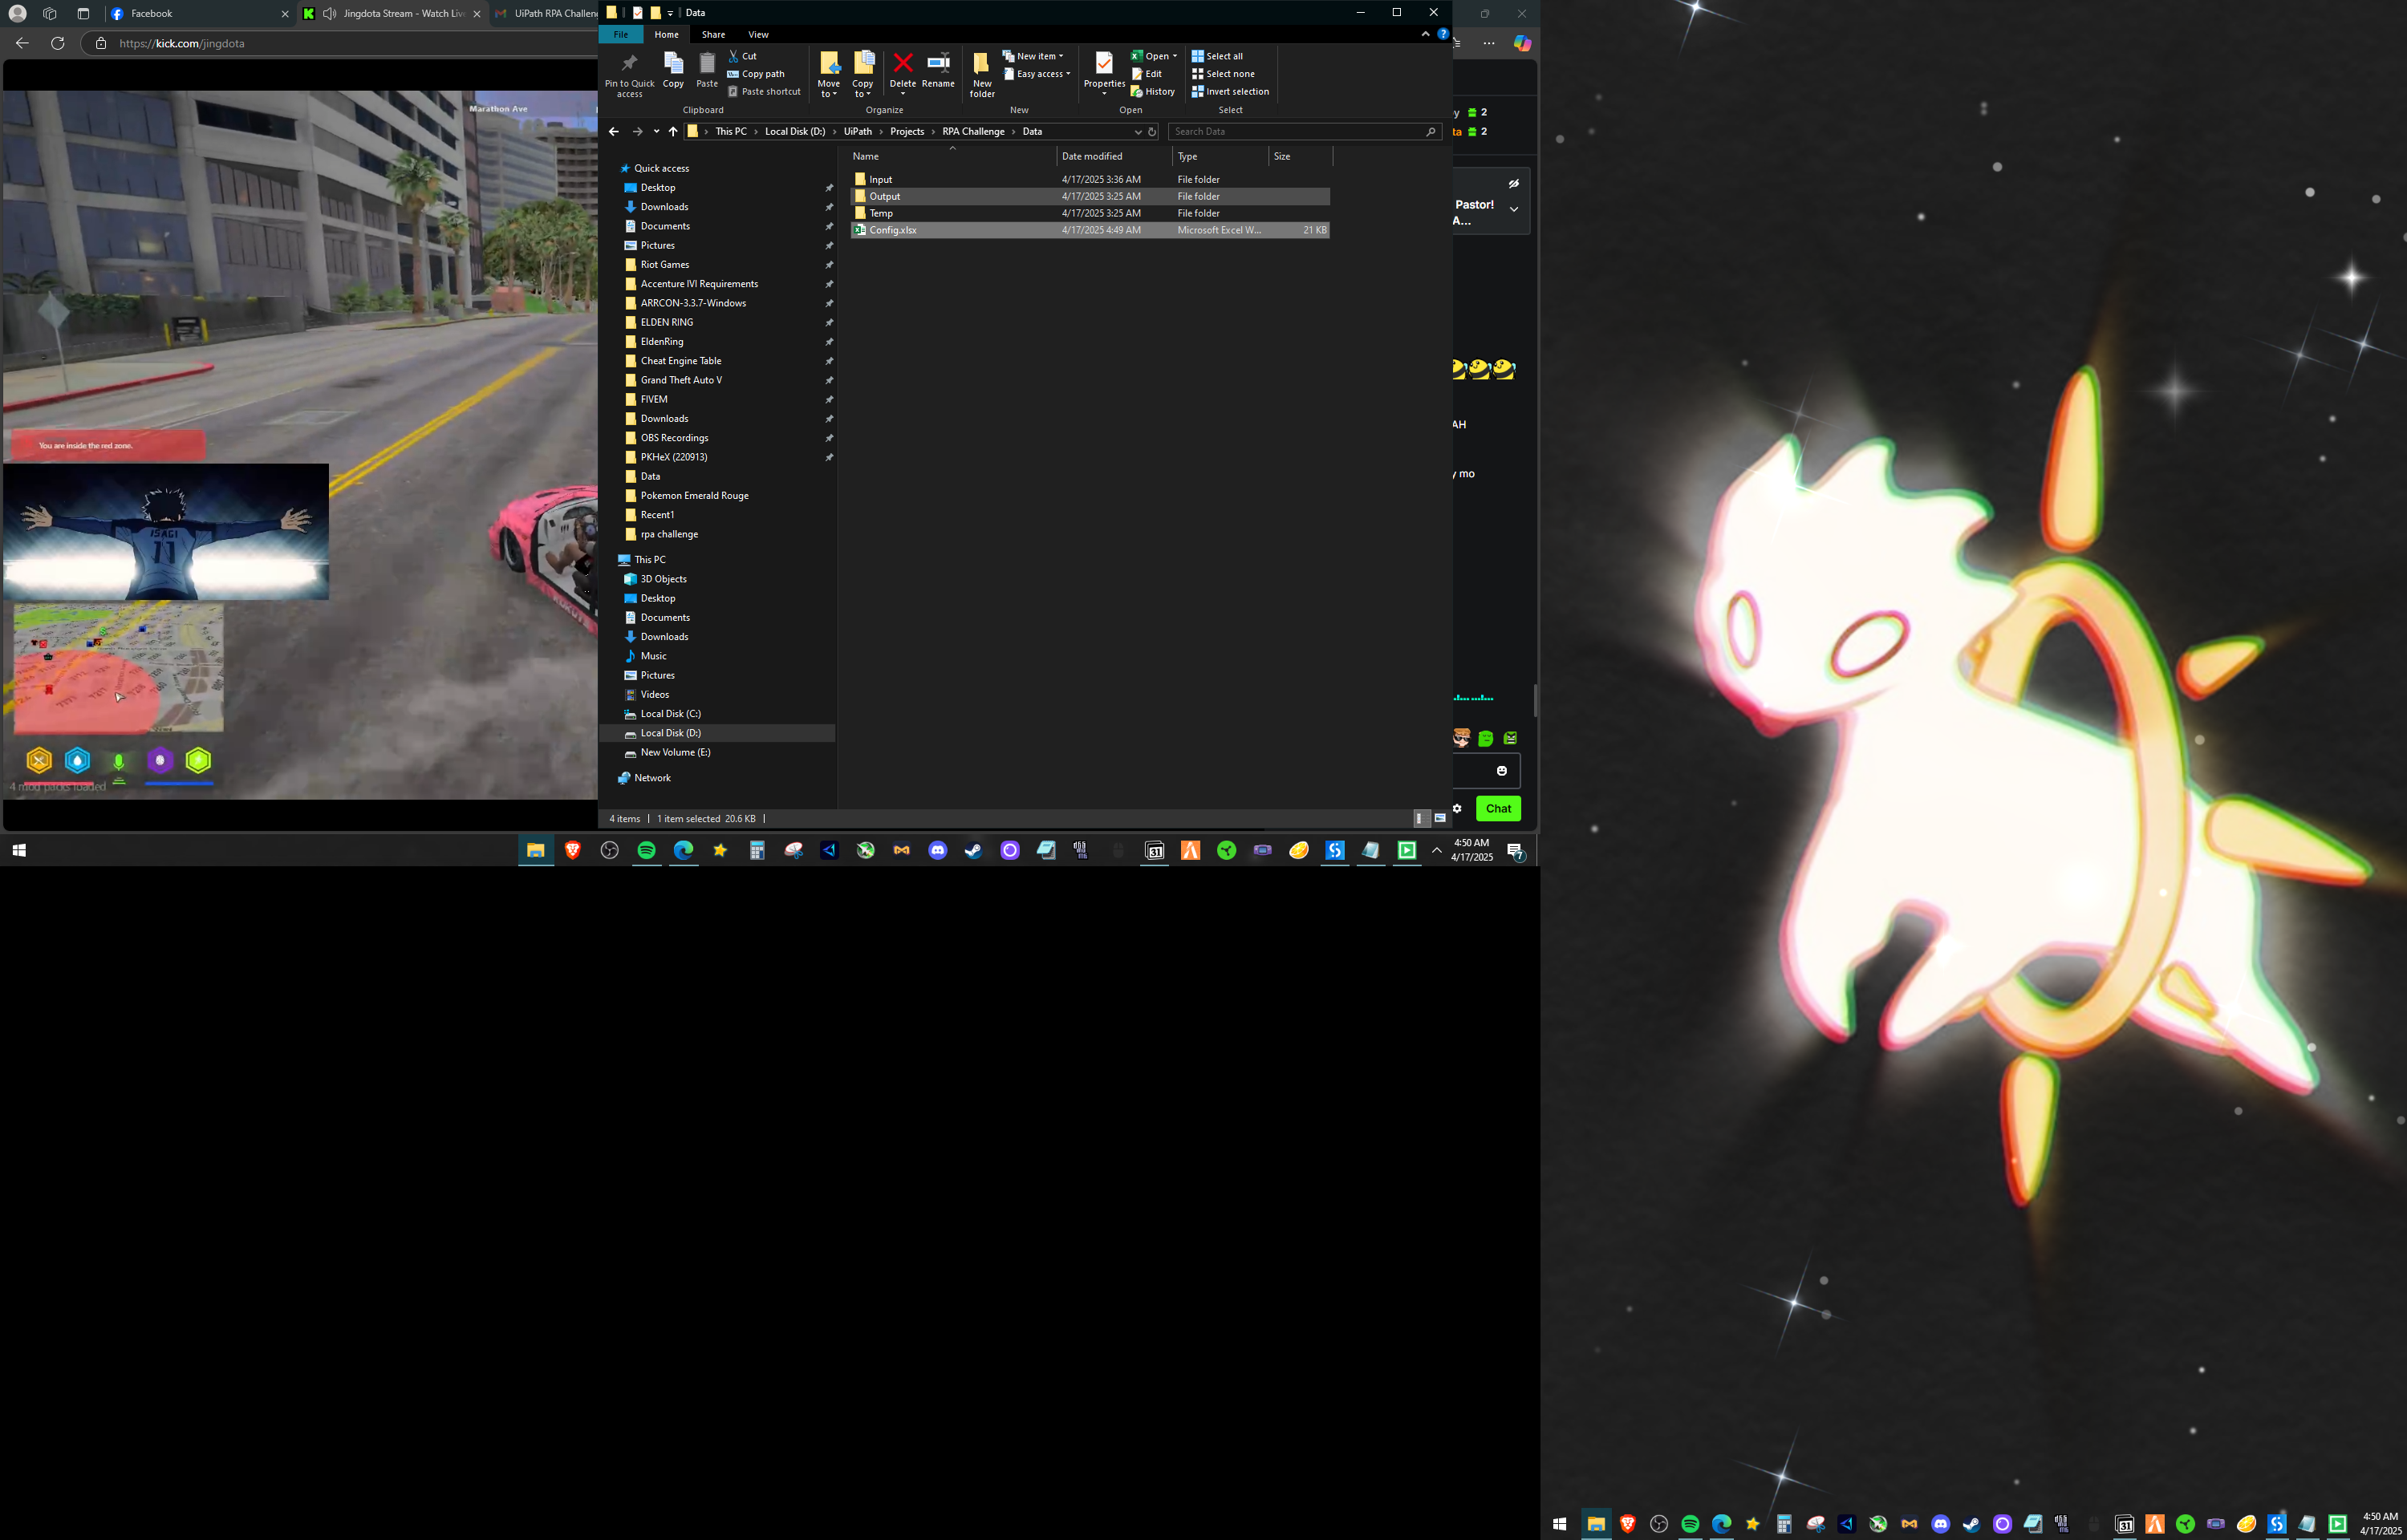 Facebook
Jingdota Stream - Watch Liv
UiPath RPA Challen
https://kick.com/jingdota
Marathon Ave
You are inside the red zone.
ISAGI
11
4 mod packs loaded
Data
File
Home
Share
View
Pin to Quick access
Copy
Paste
Cut
Copy path
Paste shortcut
Clipboard
Move to
Copy to
Delete
Rename
Organize
New folder
New item
Easy access
New
Properties
Open
Edit
History
Open
Select all
Select none
Invert selection
Select
This PC
Local Disk (D:)
UiPath
Projects
RPA Challenge
Data
Search Data
Quick access
Desktop
Downloads
Documents
Pictures
Riot Games
Accenture IVI Requirements
ARRCON-3.3.7-Windows
ELDEN RING
EldenRing
Cheat Engine Table
Grand Theft Auto V
FIVEM
Downloads
OBS Recordings
PKHeX (220913)
Data
Pokemon Emerald Rouge
Recent1
rpa challenge
This PC
3D Objects
Desktop
Documents
Downloads
Music
Pictures
Videos
Local Disk (C:)
Local Disk (D:)
New Volume (E:)
Network
Name Date modified Type Size
Input 4/17/2025 3:36 AM File folder
Output 4/17/2025 3:25 AM File folder
Temp 4/17/2025 3:25 AM File folder
Config.xlsx 4/17/2025 4:49 AM Microsoft Excel W... 21 KB
4 items 1 item selected 20.6 KB
y 2
ta 2
Pastor!
A...
AH
y mo
Chat
31
4:50 AM
4/17/2025
7
31
4:50 AM
4/17/2025